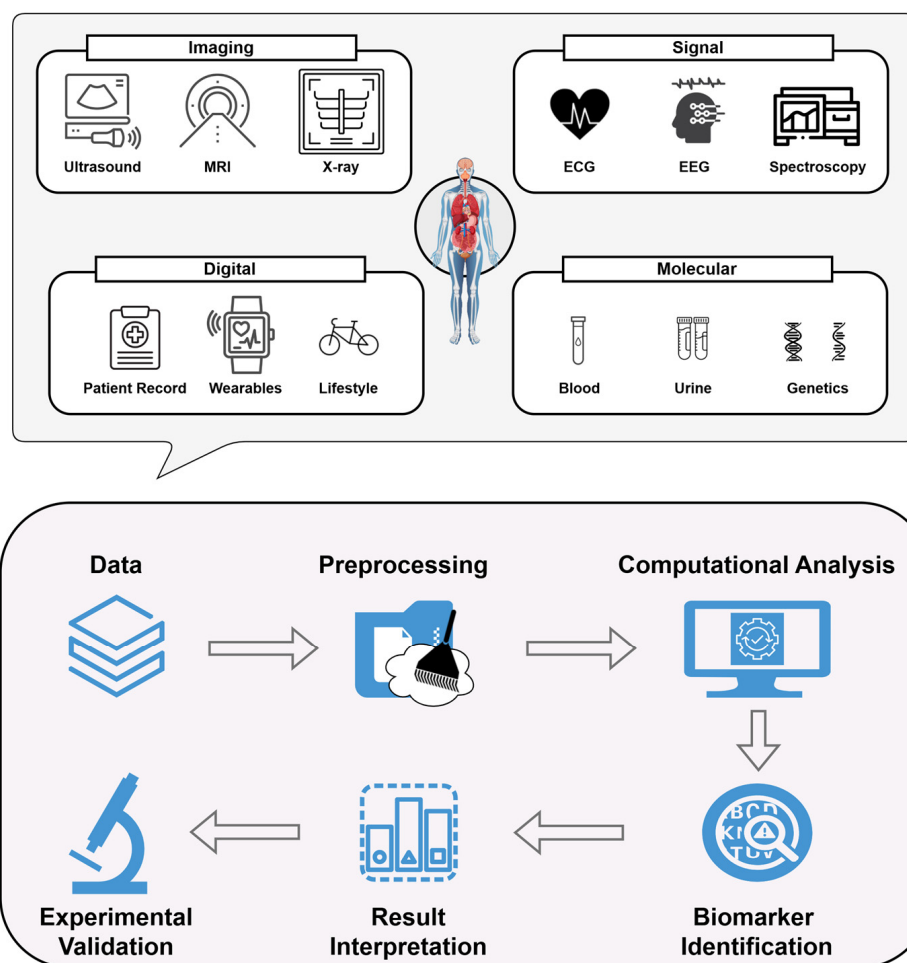 Imaging
Signal
Ultrasound
MRI
X-ray
ECG
EEG
Spectroscopy
Digital
Molecular
Patient Record
Wearables
Lifestyle
Blood
Urine
Genetics
Data
Preprocessing
Computational Analysis
Experimental
Validation
Result
Interpretation
Biomarker
Identification